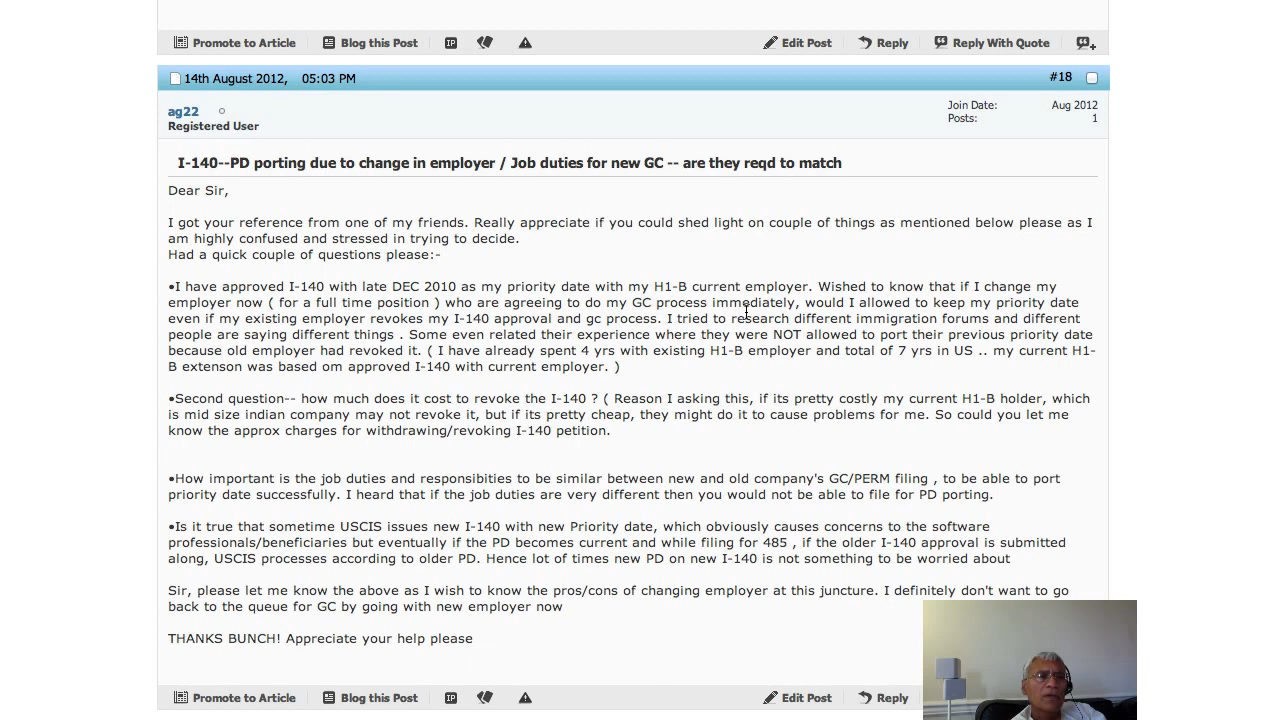 Promote to Article Blog this Post IP Edit Post Reply Reply With Quote
14th August 2012, 05:03 PM #18
ag22 Join Date: Aug 2012
Registered User Posts: 1
I-140--PD porting due to change in employer / Job duties for new GC -- are they reqd to match
Dear Sir,
I got your reference from one of my friends. Really appreciate if you could shed light on couple of things as mentioned below please as I
am highly confused and stressed in trying to decide.
Had a quick couple of questions please:-
•I have approved I-140 with late DEC 2010 as my priority date with my H1-B current employer. Wished to know that if I change my
employer now ( for a full time position ) who are agreeing to do my GC process immediately, would I allowed to keep my priority date
even if my existing employer revokes my I-140 approval and gc process. I tried to research different immigration forums and different
people are saying different things . Some even related their experience where they were NOT allowed to port their previous priority date
because old employer had revoked it. ( I have already spent 4 yrs with existing H1-B employer and total of 7 yrs in US .. my current H1-
B extenson was based om approved I-140 with current employer. )
•Second question-- how much does it cost to revoke the I-140 ? ( Reason I asking this, if its pretty costly my current H1-B holder, which
is mid size indian company may not revoke it, but if its pretty cheap, they might do it to cause problems for me. So could you let me
know the approx charges for withdrawing/revoking I-140 petition.
•How important is the job duties and responsibities to be similar between new and old company's GC/PERM filing , to be able to port
priority date successfully. I heard that if the job duties are very different then you would not be able to file for PD porting.
•Is it true that sometime USCIS issues new I-140 with new Priority date, which obviously causes concerns to the software
professionals/beneficiaries but eventually if the PD becomes current and while filing for 485 , if the older I-140 approval is submitted
along, USCIS processes according to older PD. Hence lot of times new PD on new I-140 is not something to be worried about
Sir, please let me know the above as I wish to know the pros/cons of changing employer at this juncture. I definitely don't want to go
back to the queue for GC by going with new employer now
THANKS BUNCH! Appreciate your help please
Promote to Article Blog this Post IP Edit Post Reply